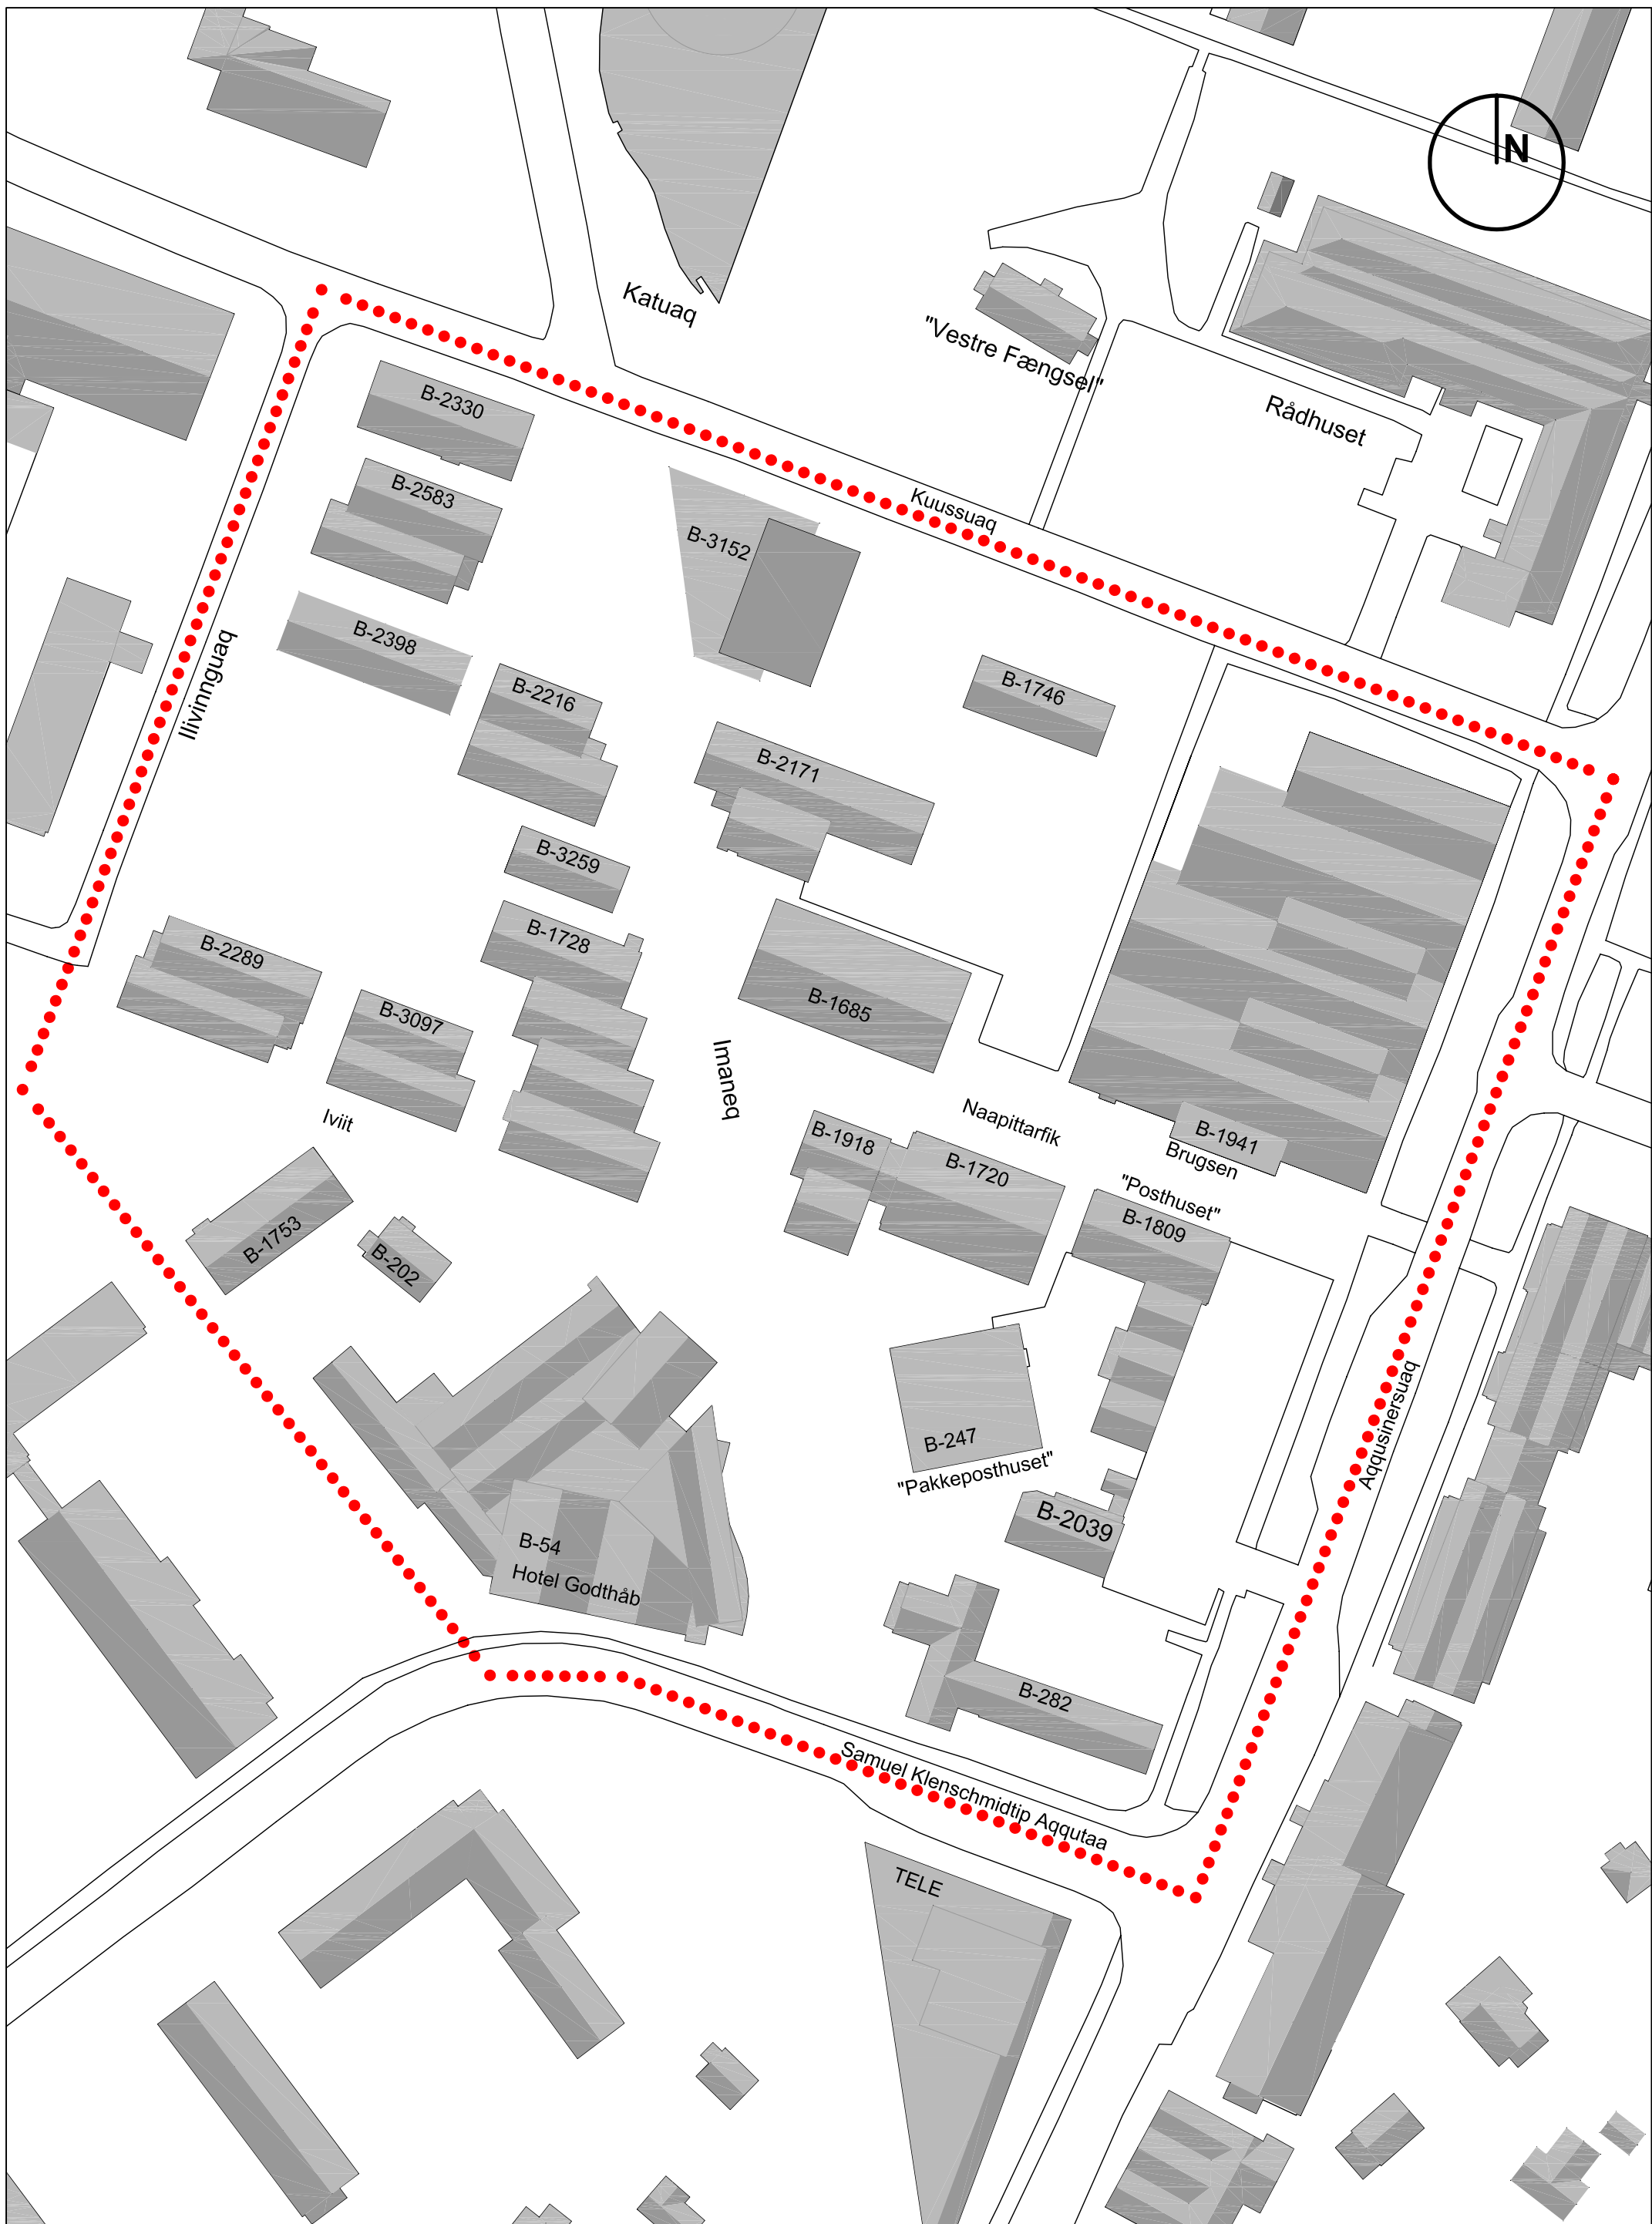 N
Katuaq
"Vestre Fængsel"
Rådhuset
B-2330
B-2583
Kuussuaq
B-3152
B-2398
Ilivinnguaq
B-2216
B-1746
B-2171
B-3259
B-1728
B-2289
B-3097
B-1685
Imaneq
Iviit
Naapittarfik
B-1918
B-1941
Brugsen
B-1720
"Posthuset"
B-1809
B-1753
B-202
B-247
"Pakkeposthuset"
Aqqusinersuaq
B-2039
B-54
Hotel Godthåb
B-282
Samuel Klenschmidtip Aqqutaa
TELE